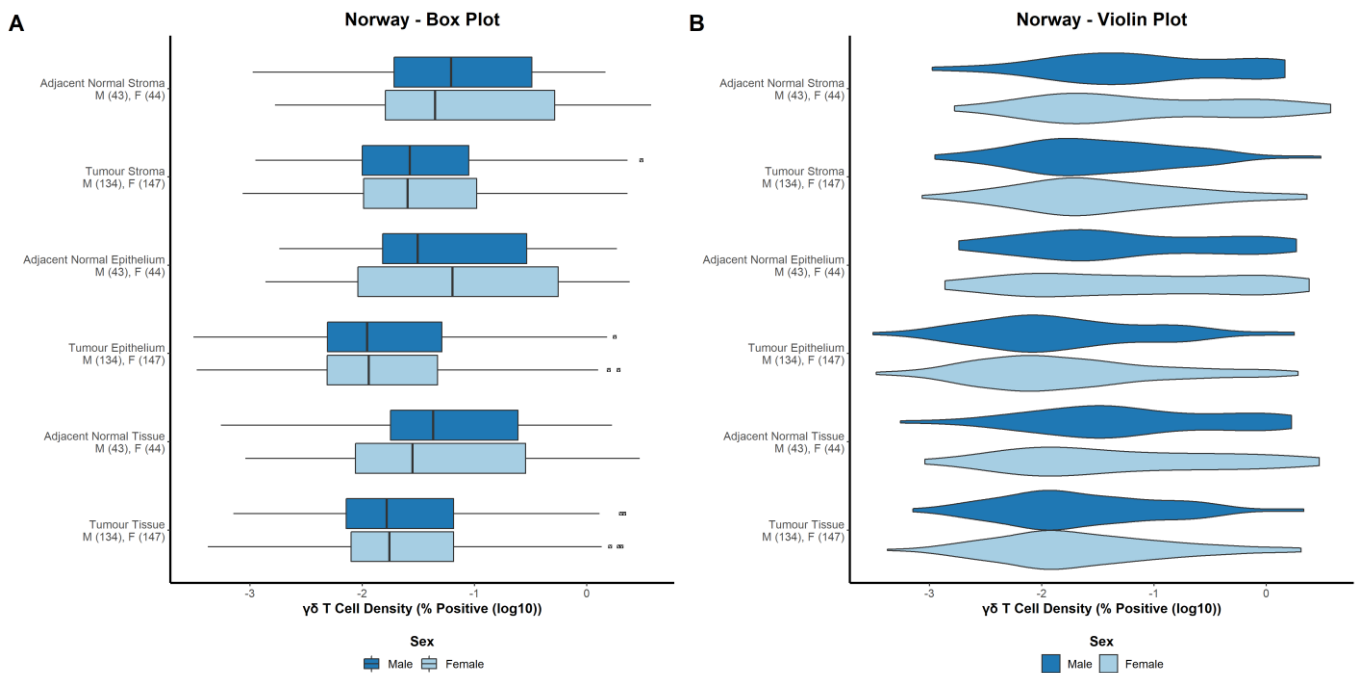 A
Norway - Box Plot
Adjacent Normal Stroma
M (43), F (44)
Tumour Stroma
M (134), F (147)
Adjacent Normal Epithelium
M (43), F (44)
Tumour Epithelium
M (134), F (147)
Adjacent Normal Tissue
M (43), F (44)
Tumour Tissue
M (134), F (147)
-3
-2
-1
0
γδ T Cell Density (% Positive (log10))
Sex
Male
Female
B
Norway - Violin Plot
Adjacent Normal Stroma
M (43), F (44)
Tumour Stroma
M (134), F (147)
Adjacent Normal Epithelium
M (43), F (44)
Tumour Epithelium
M (134), F (147)
Adjacent Normal Tissue
M (43), F (44)
Tumour Tissue
M (134), F (147)
-3
-2
-1
0
γδ T Cell Density (% Positive (log10))
Sex
Male
Female